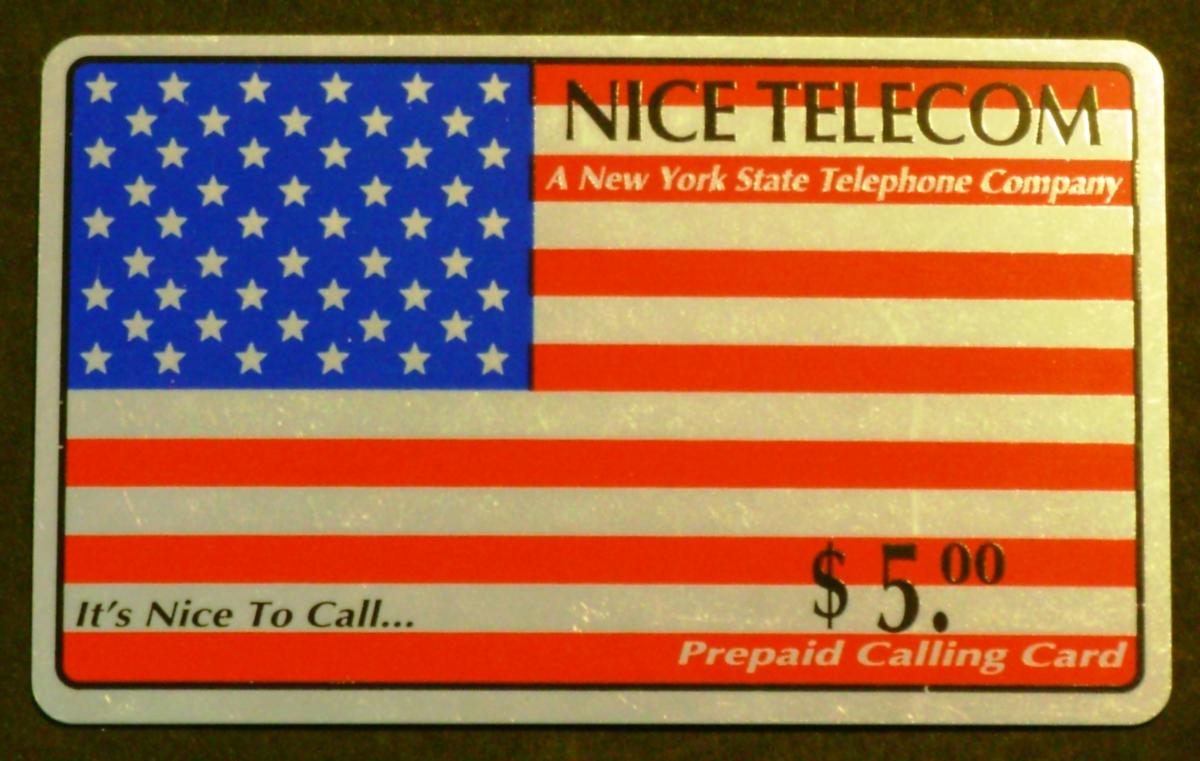 NICE TELECOM
A New York State Telephone Company
$ 5.00
It's Nice To Call...
Prepaid Calling Card